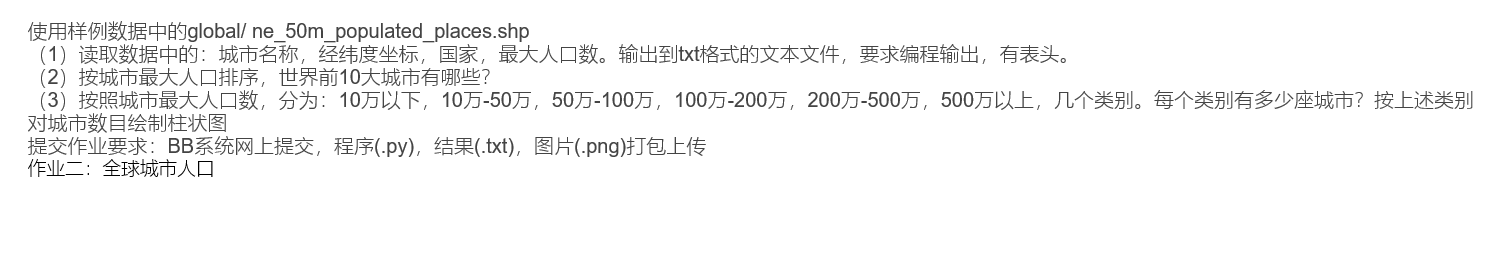 使用样例数据中的global/ ne_50m_populated_places.shp
（1）读取数据中的：城市名称，经纬度坐标，国家，最大人口数。输出到txt格式的文本文件，要求编程输出，有表头。
（2）按城市最大人口排序，世界前10大城市有哪些？
（3）按照城市最大人口数，分为：10万以下，10万-50万，50万-100万，100万-200万，200万-500万，500万以上，几个类别。每个类别有多少座城市？按上述类别
对城市数目绘制柱状图
提交作业要求：BB系统网上提交，程序(.py)，结果(.txt)，图片(.png)打包上传
作业二：全球城市人口